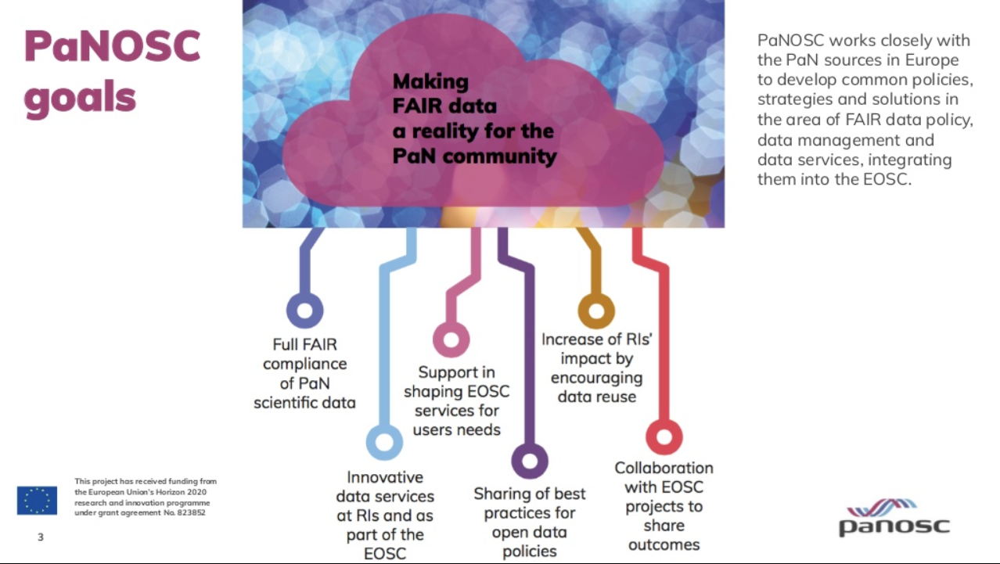 PaNOSC
goals
Making
FAIR data
a reality for the
PaN community
PaNOSC works closely with
the PaN sources in Europe
to develop common policies,
strategies and solutions in
the area of FAIR data policy,
data management and
data services, integrating
them into the EOSC.
Full FAIR
compliance
of PaN
scientific data
Innovative
data services
at RIs and as
part of the
EOSC
Support in
shaping EOSC
services for
users needs
Sharing of best
practices for
open data
policies
Increase of RIs’
impact by
encouraging
data reuse
Collaboration
with EOSC
projects to
share
outcomes
This project has received funding from
the European Union's Horizon 2020
research and innovation programme
under grant agreement No. 823852
3
panosc